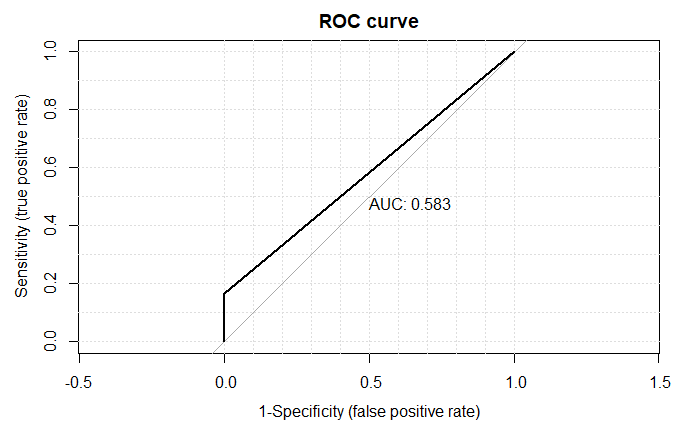 ROC curve
Sensitivity (true positive rate)
1.0
0.8
0.6
0.4
0.2
0.0
AUC: 0.583
-0.5 0.0 0.5 1.0 1.5
1-Specificity (false positive rate)